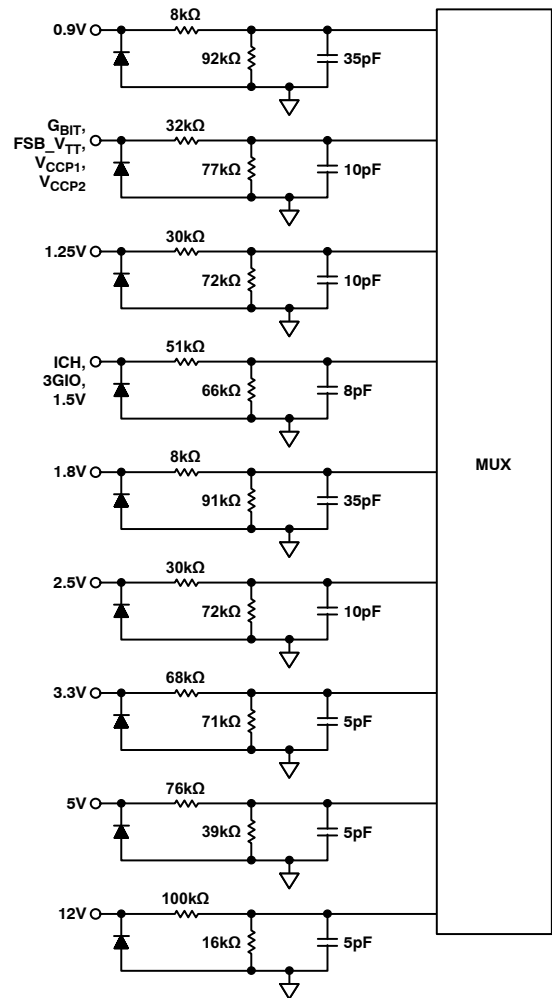 0.9V
8kΩ
92kΩ
35pF
G_BIT,
FSB_V_TT,
V_CCP1,
V_CCP2
32kΩ
77kΩ
10pF
1.25V
30kΩ
72kΩ
10pF
ICH,
3GIO,
1.5V
51kΩ
66kΩ
8pF
1.8V
8kΩ
91kΩ
35pF
2.5V
30kΩ
72kΩ
10pF
3.3V
68kΩ
71kΩ
5pF
5V
76kΩ
39kΩ
5pF
12V
100kΩ
16kΩ
5pF
MUX